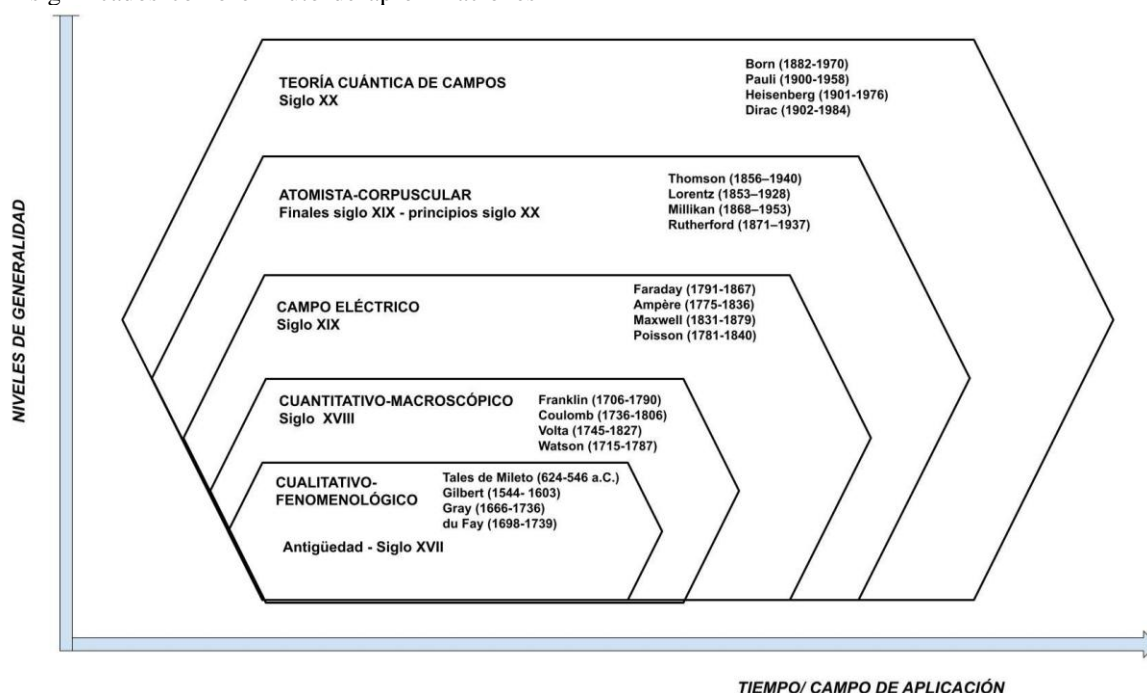 TEORÍA CUÁNTICA DE CAMPOS
Siglo XX
Born (1882-1970)
Pauli (1900-1958)
Heisenberg (1901-1976)
Dirac (1902-1984)
ATOMISTA-CORPUSCULAR
Finales siglo XIX - principios siglo XX
Thomson (1856–1940)
Lorentz (1853–1928)
Millikan (1868–1953)
Rutherford (1871–1937)
CAMPO ELÉCTRICO
Siglo XIX
Faraday (1791-1867)
Ampère (1775-1836)
Maxwell (1831-1879)
Poisson (1781-1840)
CUANTITATIVO-MACROSCÓPICO
Siglo XVIII
Franklin (1706-1790)
Coulomb (1736-1806)
Volta (1745-1827)
Watson (1715-1787)
CUALITATIVO-
FENOMENOLÓGICO
Antigüedad - Siglo XVII
Tales de Mileto (624-546 a.C.)
Gilbert (1544- 1603)
Gray (1666-1736)
du Fay (1698-1739)
NIVELES DE GENERALIDAD
TIEMPO/ CAMPO DE APLICACIÓN